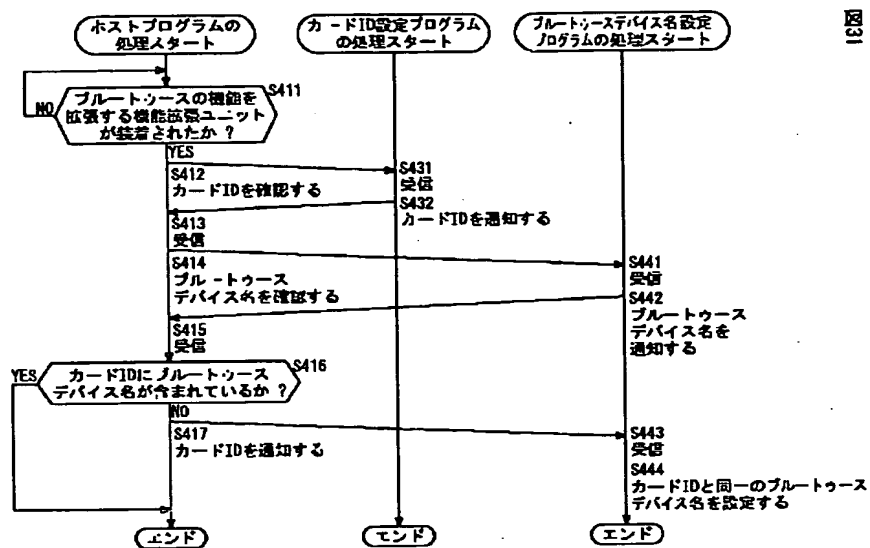 図31
ホストプログラムの
処理スタート
カードID設定プログラム
の処理スタート
ブルートゥースデバイス名設定
プログラムの処理スタート
ブルートゥースの機能を
拡張する機能拡張ユニット
が装着されたか ?
S411
NO
YES
S412
カードIDを確認する
S431
受信
S432
カードIDを通知する
S413
受信
S414
ブルートゥース
デバイス名を確認する
S441
受信
S442
ブルートゥース
デバイス名を
通知する
S415
受信
カードIDにブルートゥース
デバイス名が含まれているか ?
S416
YES
NO
S417
カードIDを通知する
S443
受信
S444
カードIDと同一のブルートゥース
デバイス名を設定する
エンド
エンド
エンド